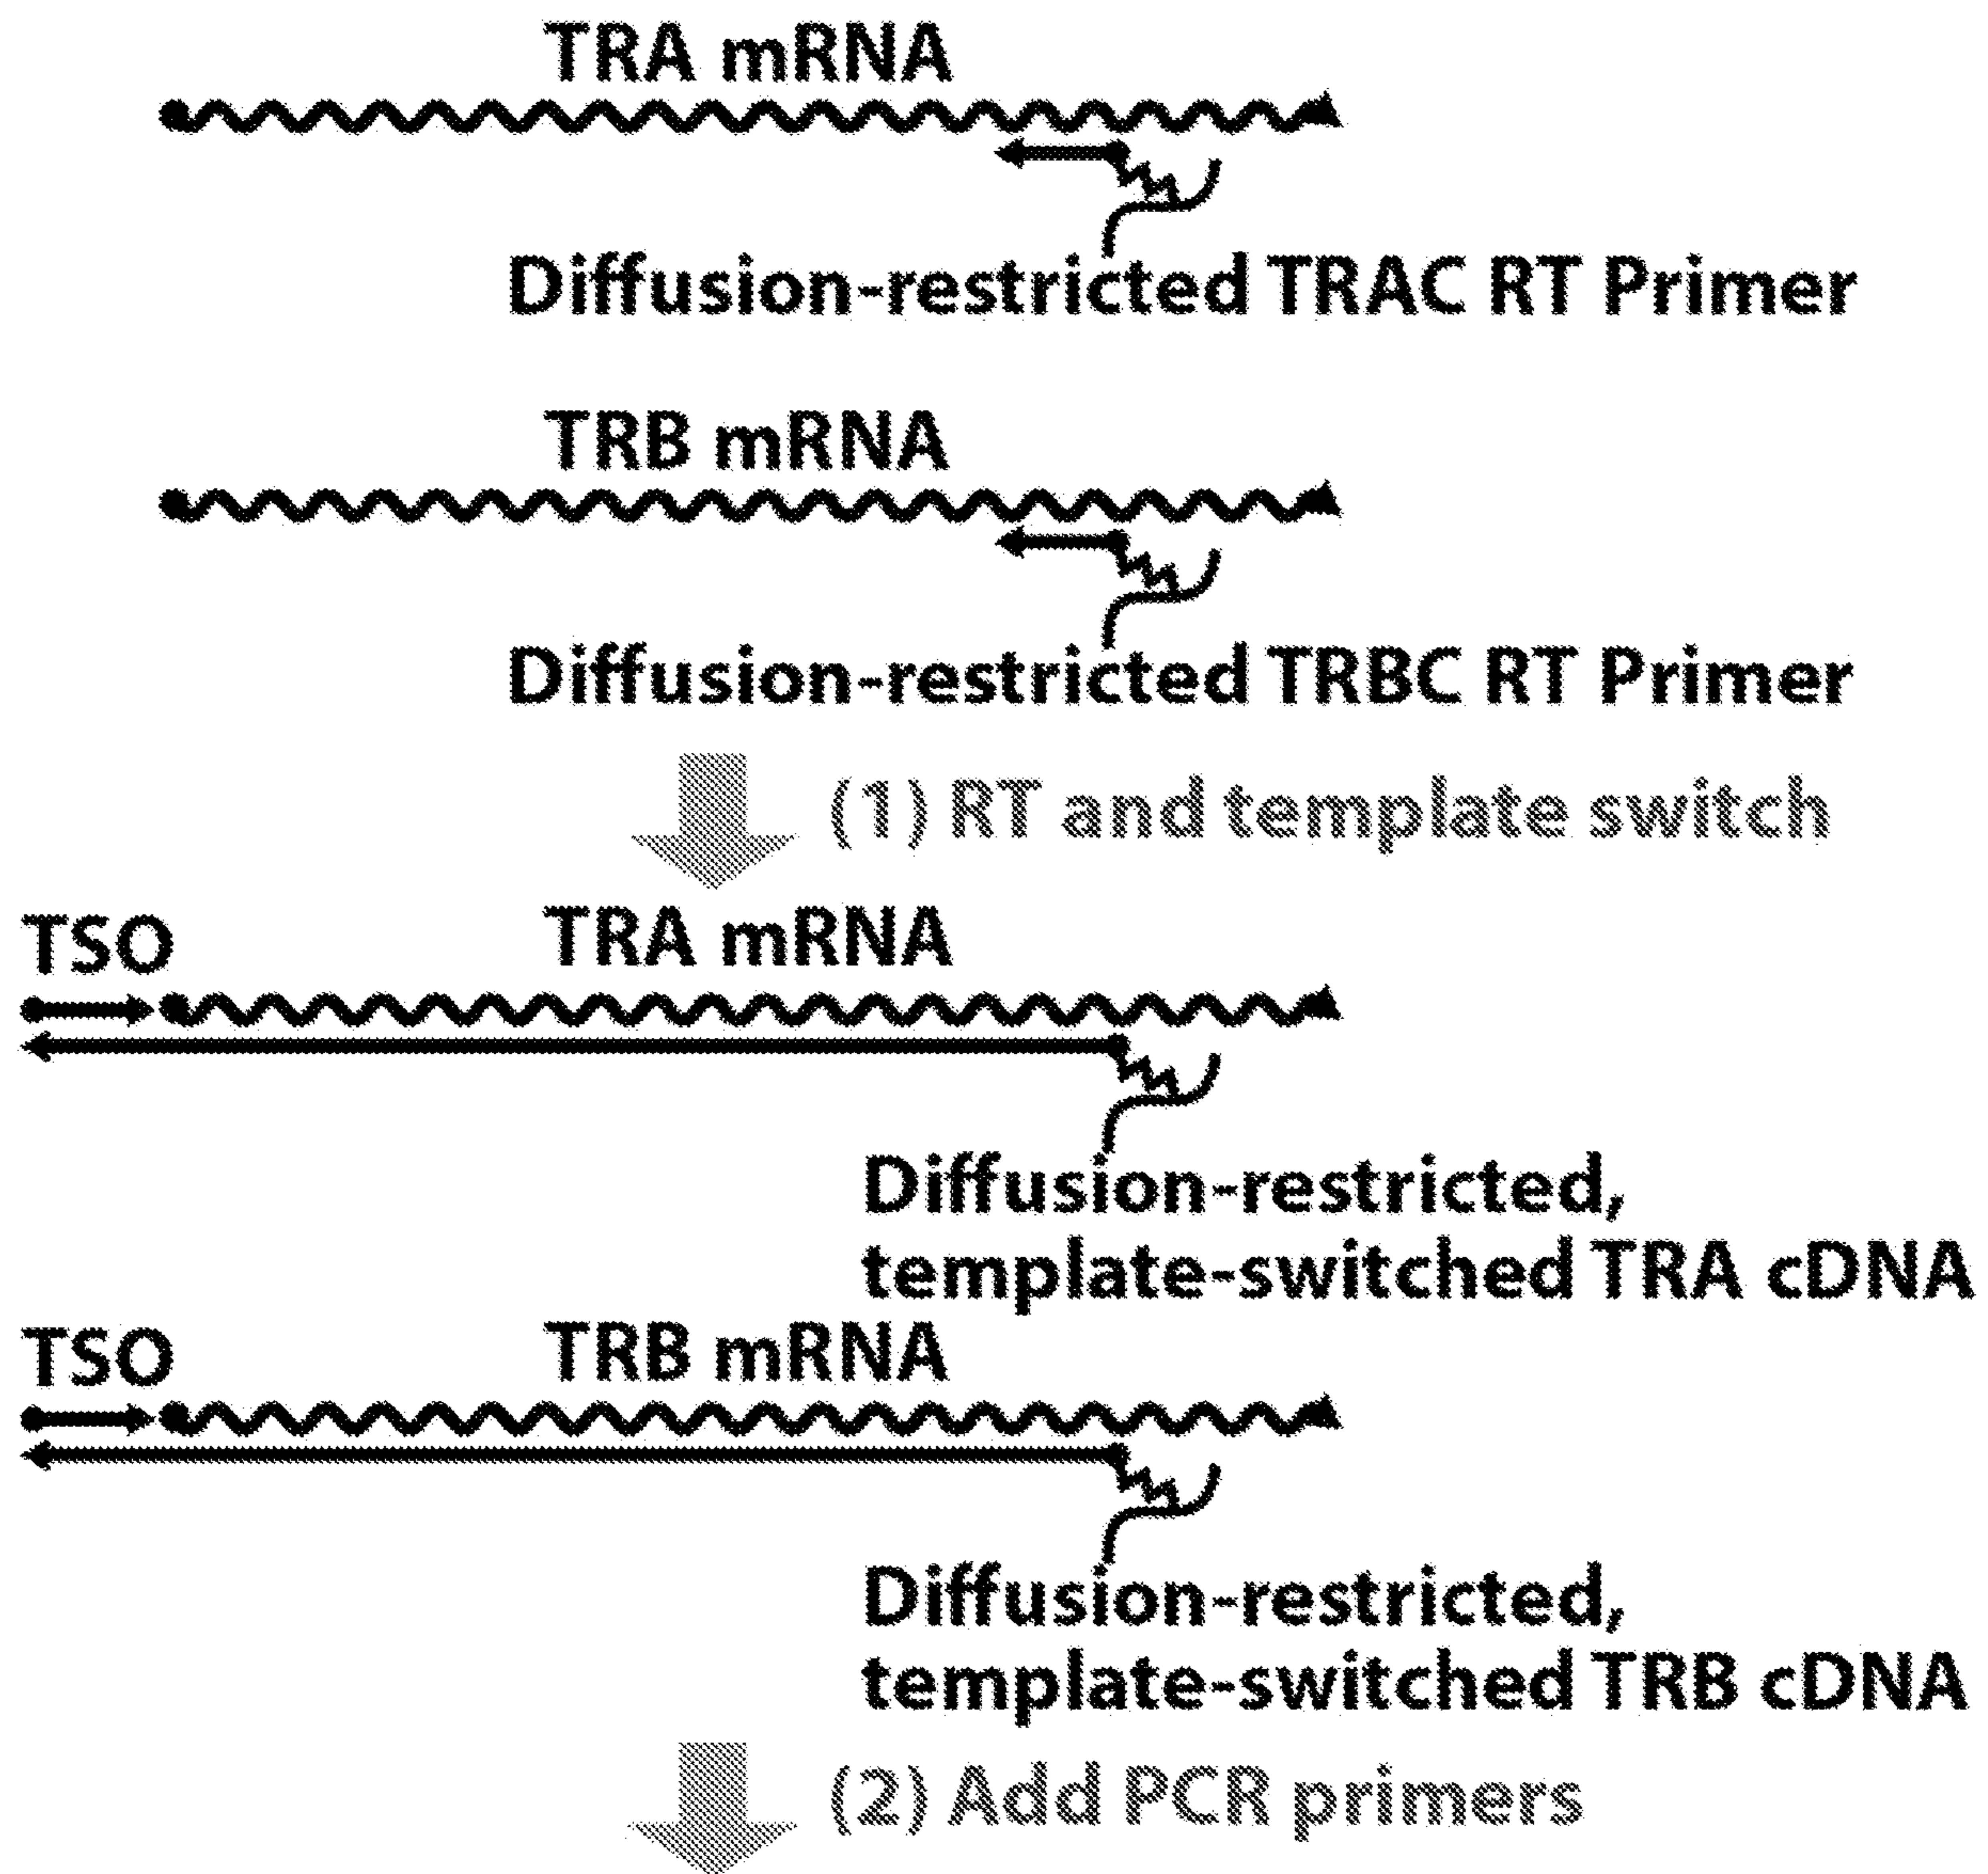 TRA mRNA
Diffusion-restricted TRAC RT Primer
TRB mRNA
Diffusion-restricted TRBC RT Primer
(1) RT and template switch
TSO
TRA mRNA
Diffusion-restricted,
template-switched TRA cDNA
TSO
TRB mRNA
Diffusion-restricted,
template-switched TRB cDNA
(2) Add PCR primers